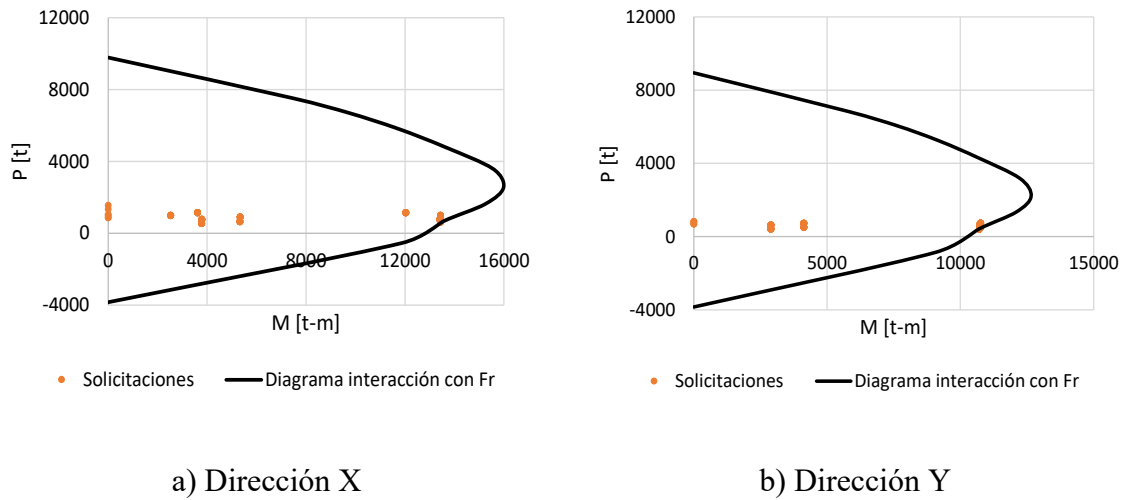 12000
8000
4000
0
-4000
P [t]
0 4000 8000 12000 16000
M [t-m]
Solicitaciones Diagrama interacción con Fr
a) Dirección X
12000
8000
4000
0
-4000
P [t]
0 5000 10000 15000
M [t-m]
Solicitaciones Diagrama interacción con Fr
b) Dirección Y